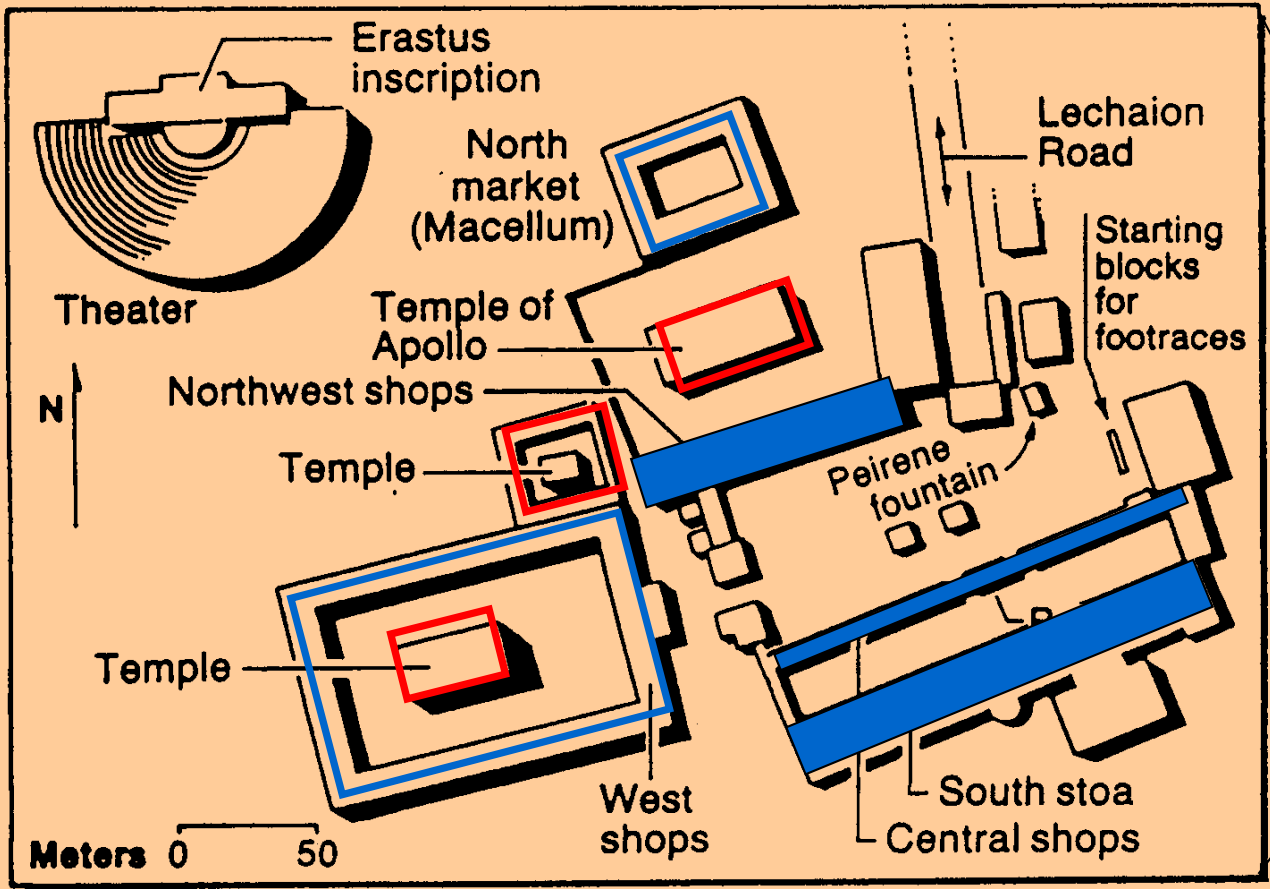 Erastus
inscription
North
market
(Macellum)
Lechaion
Road
Starting
blocks
for
footraces
Theater
Temple of
Apollo
Northwest shops
N
Temple
Peirene
fountain
Temple
West
shops
South stoa
Central shops
Meters 0 50